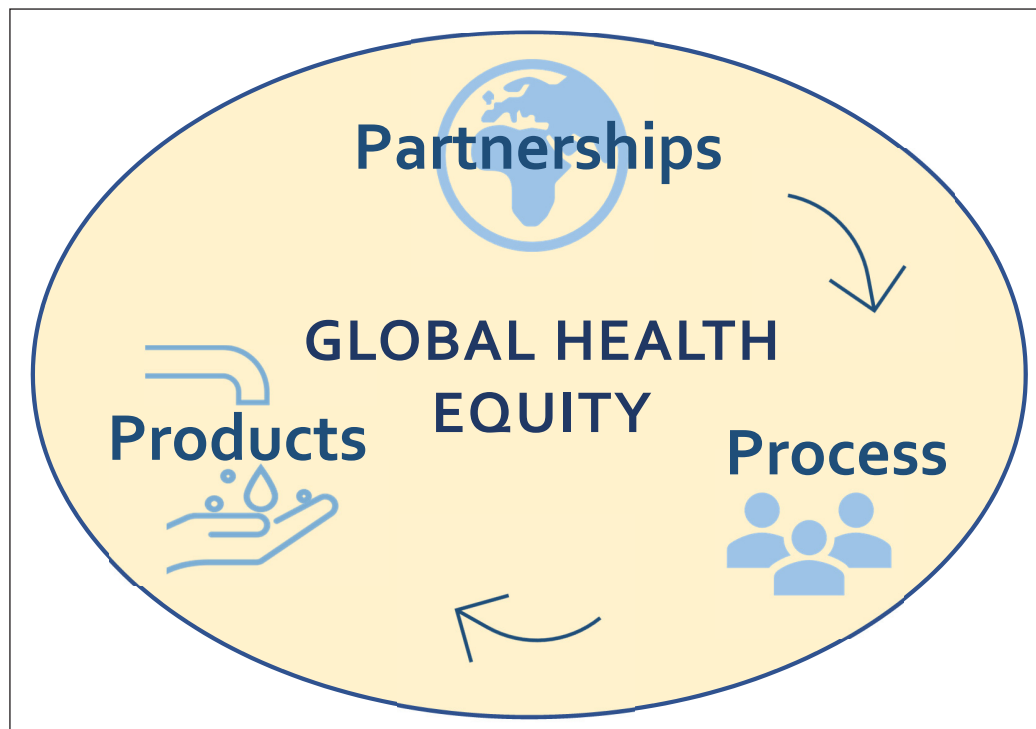 Partnerships
GLOBAL HEALTH
EQUITY
Products
Process